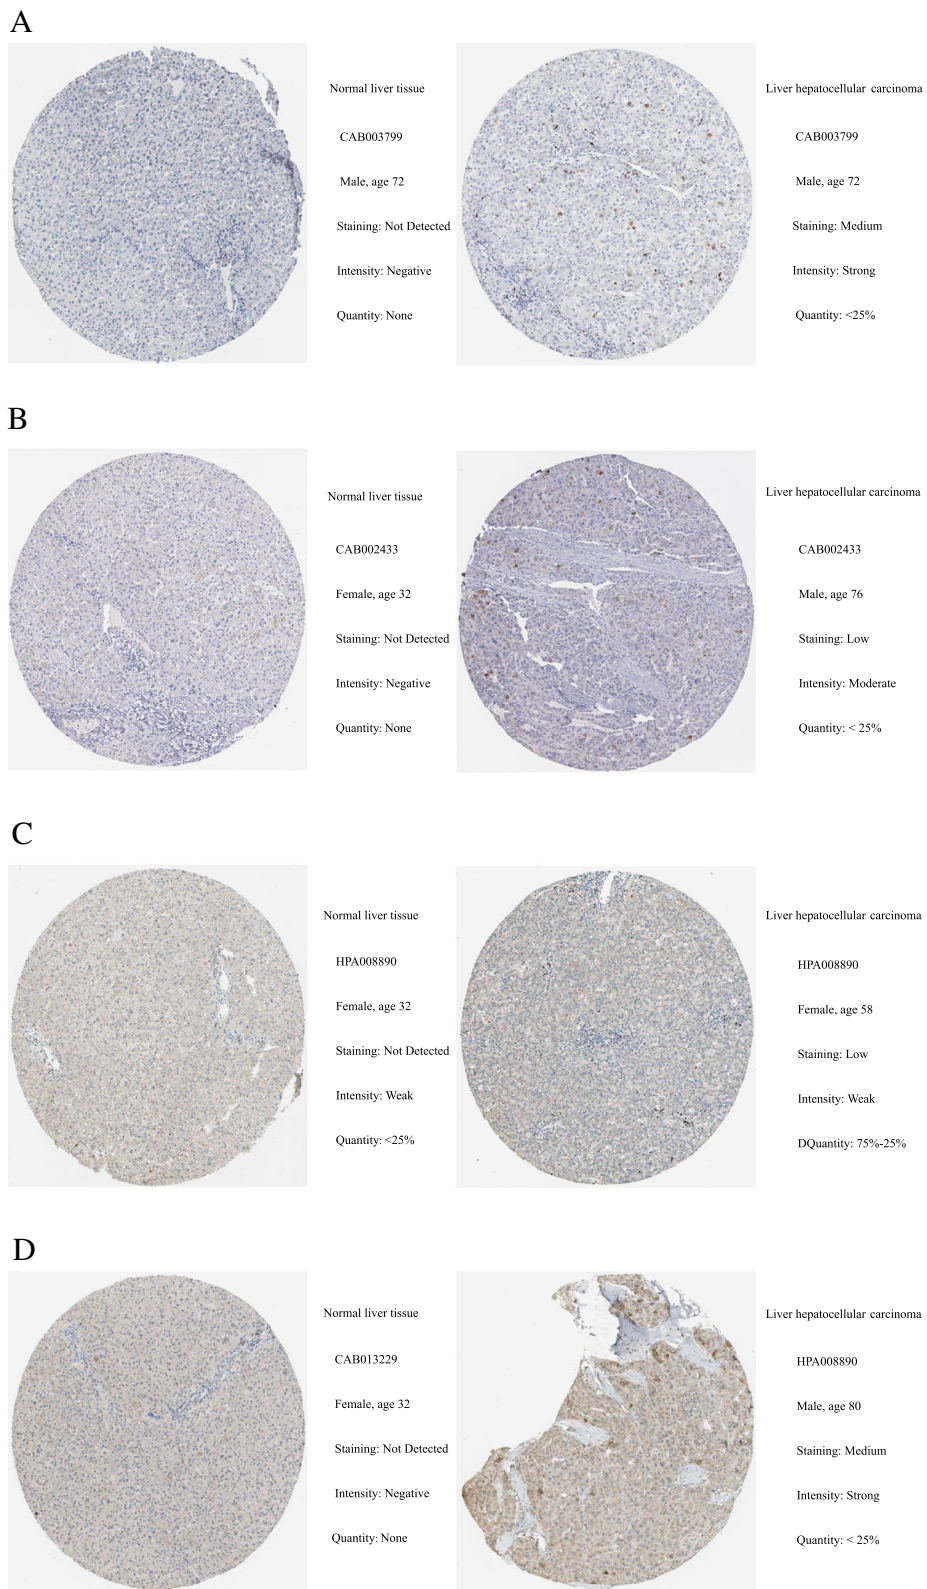 A
Normal liver tissue
CAB003799
Male, age 72
Staining: Not Detected
Intensity: Negative
Quantity: None
Liver hepatocellular carcinoma
CAB003799
Male, age 72
Staining: Medium
Intensity: Strong
Quantity: <25%
B
Normal liver tissue
CAB002433
Female, age 32
Staining: Not Detected
Intensity: Negative
Quantity: None
Liver hepatocellular carcinoma
CAB002433
Male, age 76
Staining: Low
Intensity: Moderate
Quantity: < 25%
C
Normal liver tissue
HPA008890
Female, age 32
Staining: Not Detected
Intensity: Weak
Quantity: <25%
Liver hepatocellular carcinoma
HPA008890
Female, age 58
Staining: Low
Intensity: Weak
DQuantity: 75%-25%
D
Normal liver tissue
CAB013229
Female, age 32
Staining: Not Detected
Intensity: Negative
Quantity: None
Liver hepatocellular carcinoma
HPA008890
Male, age 80
Staining: Medium
Intensity: Strong
Quantity: < 25%